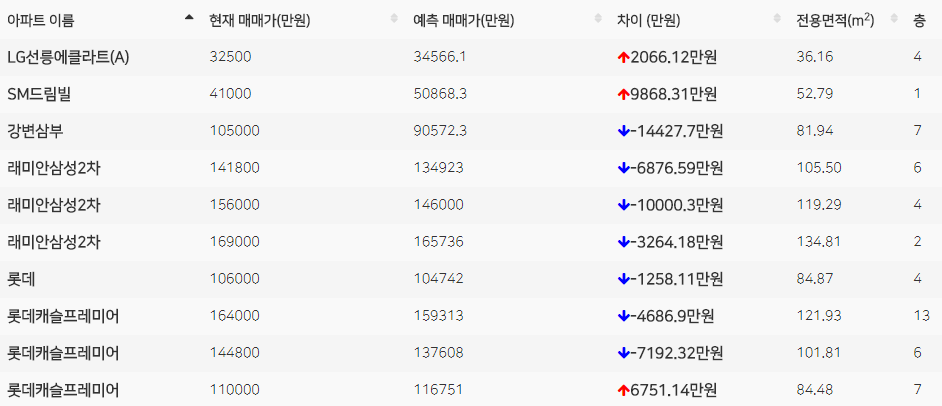 아파트 이름 현재 매매가(만원) 예측 매매가(만원) 차이 (만원) 전용면적(m²) 층
LG선릉에클라트(A) 32500 34566.1 2066.12만원 36.16 4
SM드림빌 41000 50868.3 9868.31만원 52.79 1
강변삼부 105000 90572.3 -14427.7만원 81.94 7
래미안삼성2차 141800 134923 -6876.59만원 105.50 6
래미안삼성2차 156000 146000 -10000.3만원 119.29 4
래미안삼성2차 169000 165736 -3264.18만원 134.81 2
롯데 106000 104742 -1258.11만원 84.87 4
롯데캐슬프레미어 164000 159313 -4686.9만원 121.93 13
롯데캐슬프레미어 144800 137608 -7192.32만원 101.81 6
롯데캐슬프레미어 110000 116751 6751.14만원 84.48 7